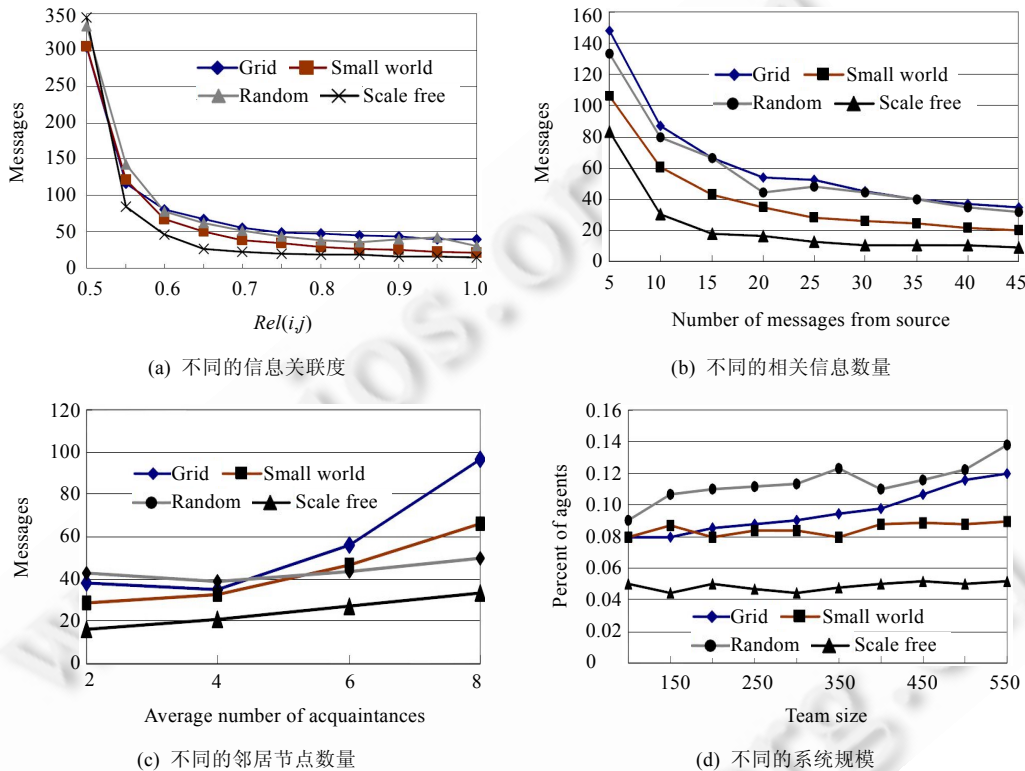 350
300
250
200
150
100
50
0
Messages
Grid Small world
Random Scale free
0.5 0.6 0.7 0.8 0.9 1.0
Rel(i,j)
(a) 不同的信息关联度
160
140
120
100
80
60
40
20
0
Messages
Grid Small world
Random Scale free
5 10 15 20 25 30 35 40 45
Number of messages from source
(b) 不同的相关信息数量
120
100
80
60
40
20
0
Messages
Grid Small world
Random Scale free
2 4 6 8
Average number of acquaintances
(c) 不同的邻居节点数量
0.16
0.14
0.12
0.10
0.08
0.06
0.04
0.02
0
Percent of agents
Grid Small world
Random Scale free
150 250 350 450 550
Team size
(d) 不同的系统规模